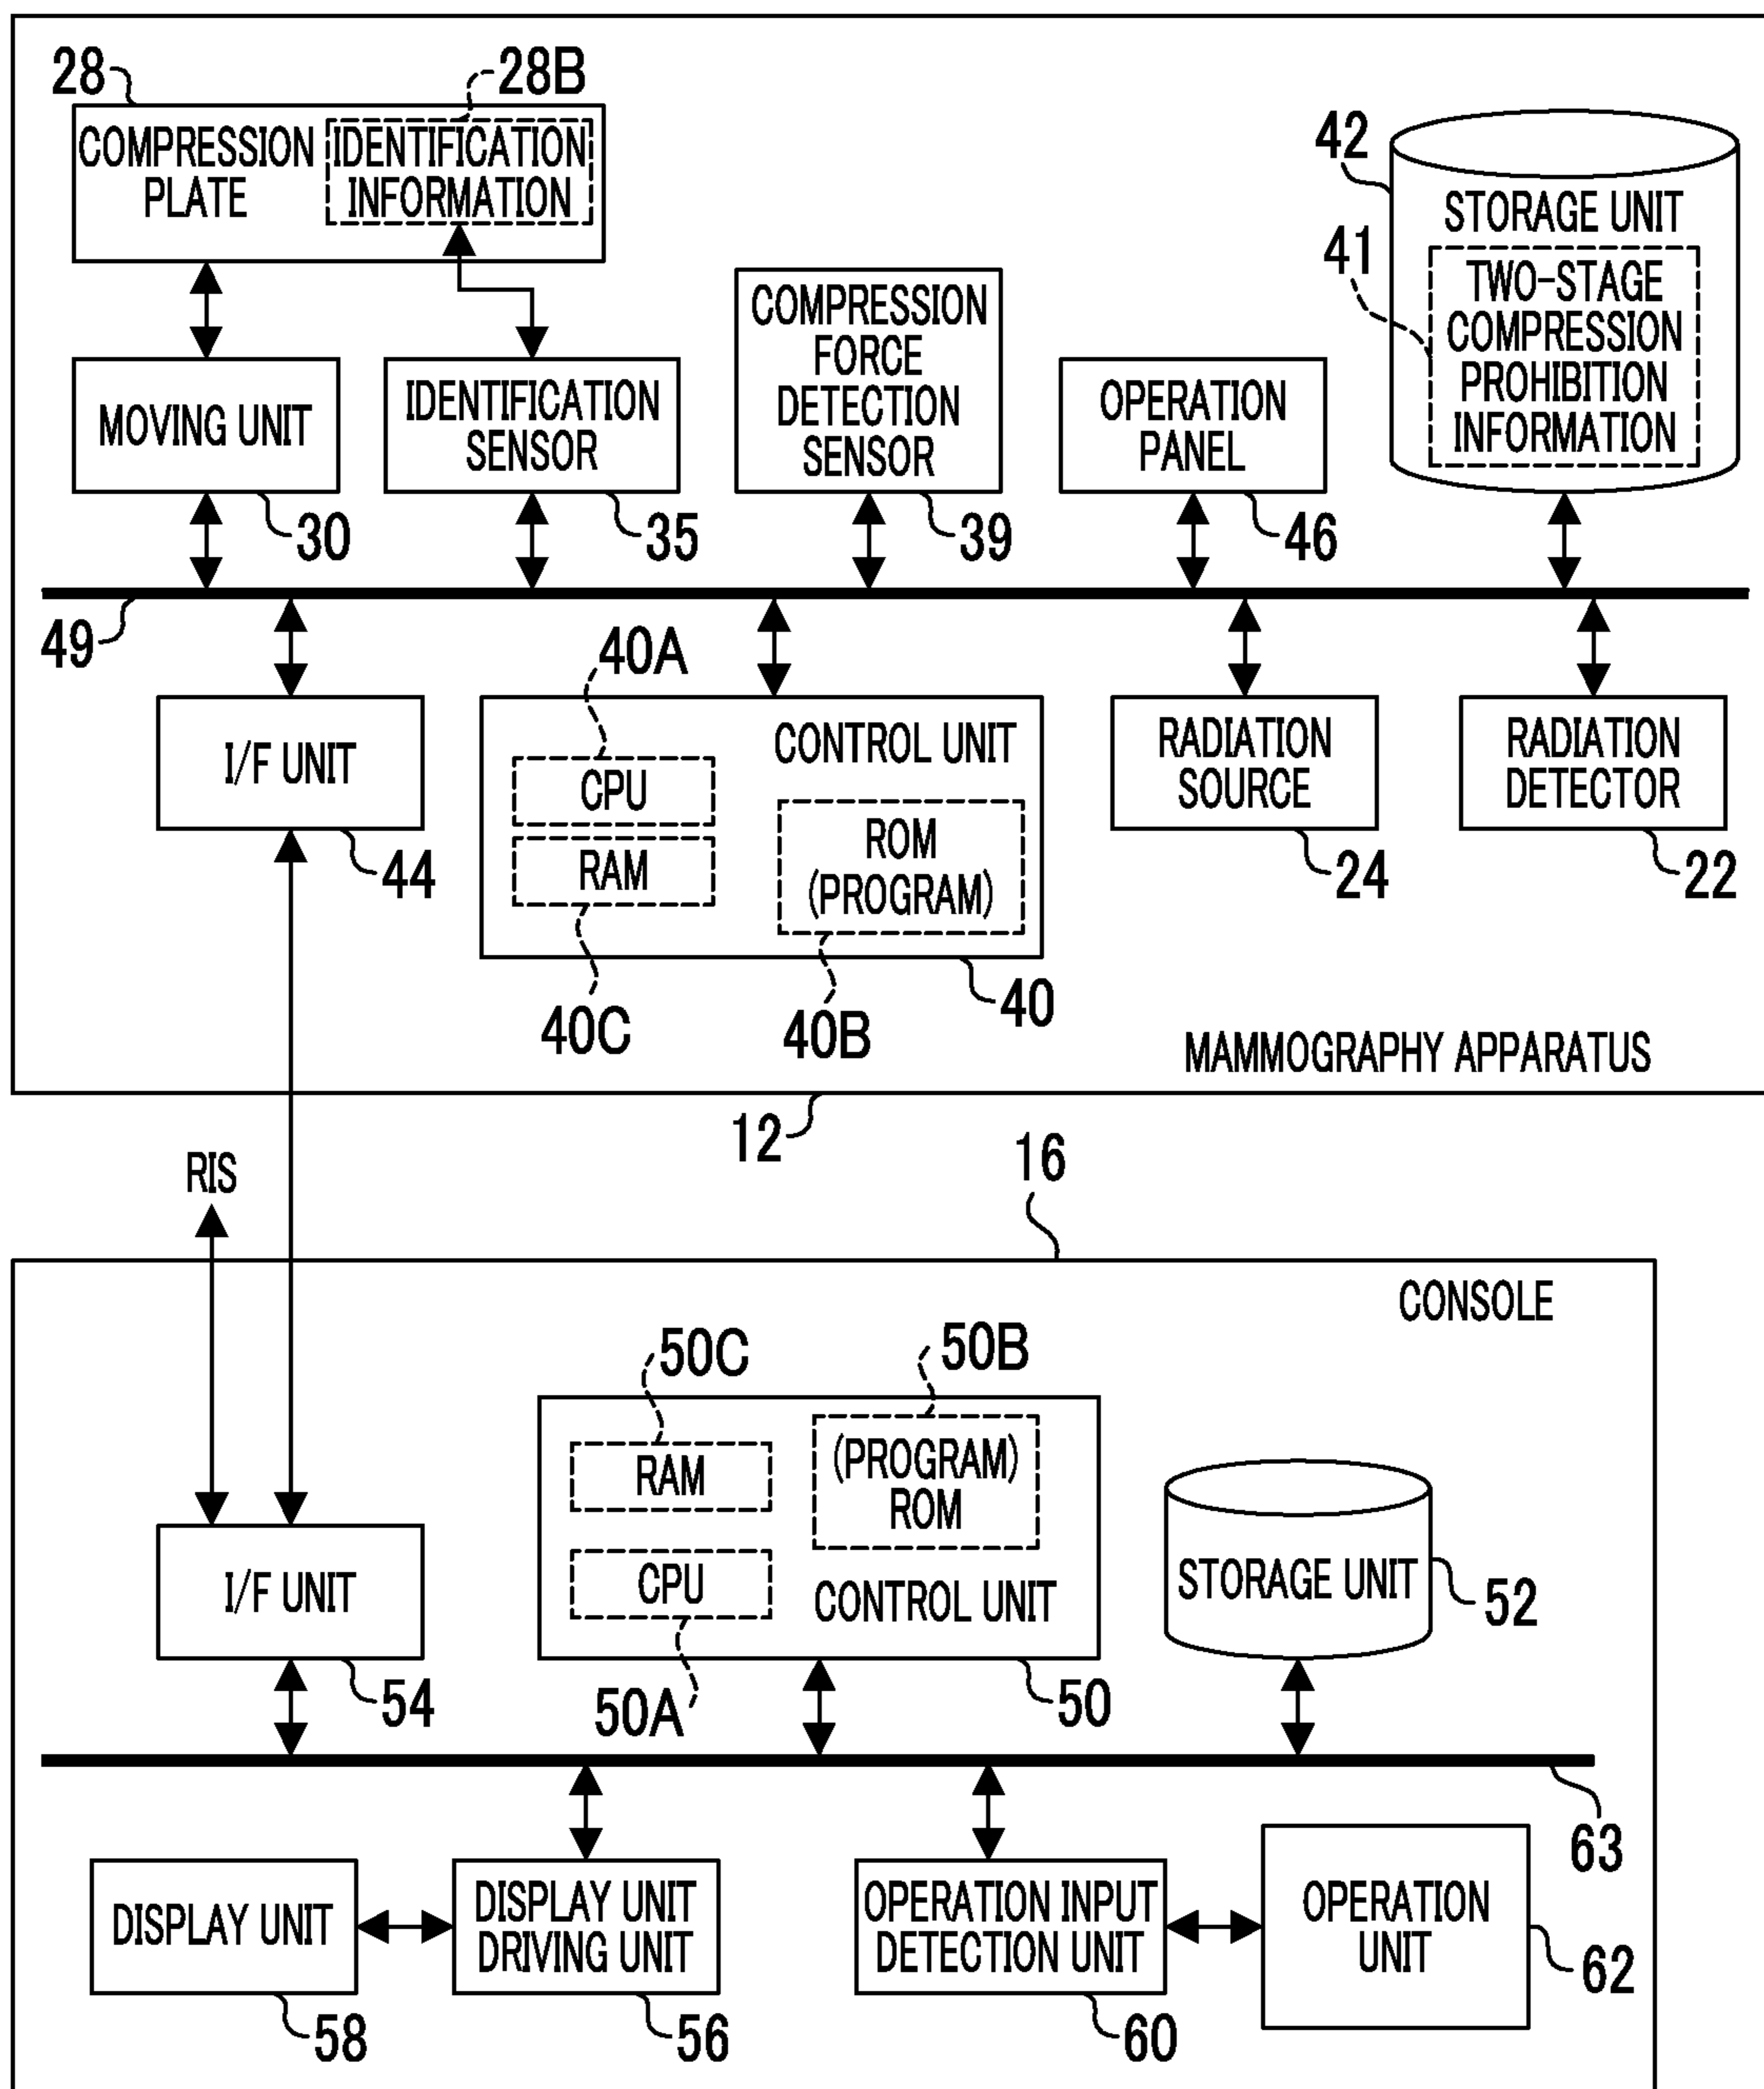 28
28B
COMPRESSION
PLATE
IDENTIFICATION
INFORMATION
42
STORAGE UNIT
41
TWO-STAGE
COMPRESSION
PROHIBITION
INFORMATION
MOVING UNIT
30
IDENTIFICATION
SENSOR
35
COMPRESSION
FORCE
DETECTION
SENSOR
39
OPERATION
PANEL
46
49
I/F UNIT
44
40A
CONTROL UNIT
CPU
RAM
ROM
(PROGRAM)
40C
40B
40
RADIATION
SOURCE
24
RADIATION
DETECTOR
22
MAMMOGRAPHY APPARATUS
12
RIS
16
CONSOLE
I/F UNIT
54
50C
50B
RAM
(PROGRAM)
ROM
CPU
CONTROL UNIT
50A
50
STORAGE UNIT
52
63
DISPLAY UNIT
58
DISPLAY UNIT
DRIVING UNIT
56
OPERATION INPUT
DETECTION UNIT
60
OPERATION
UNIT
62